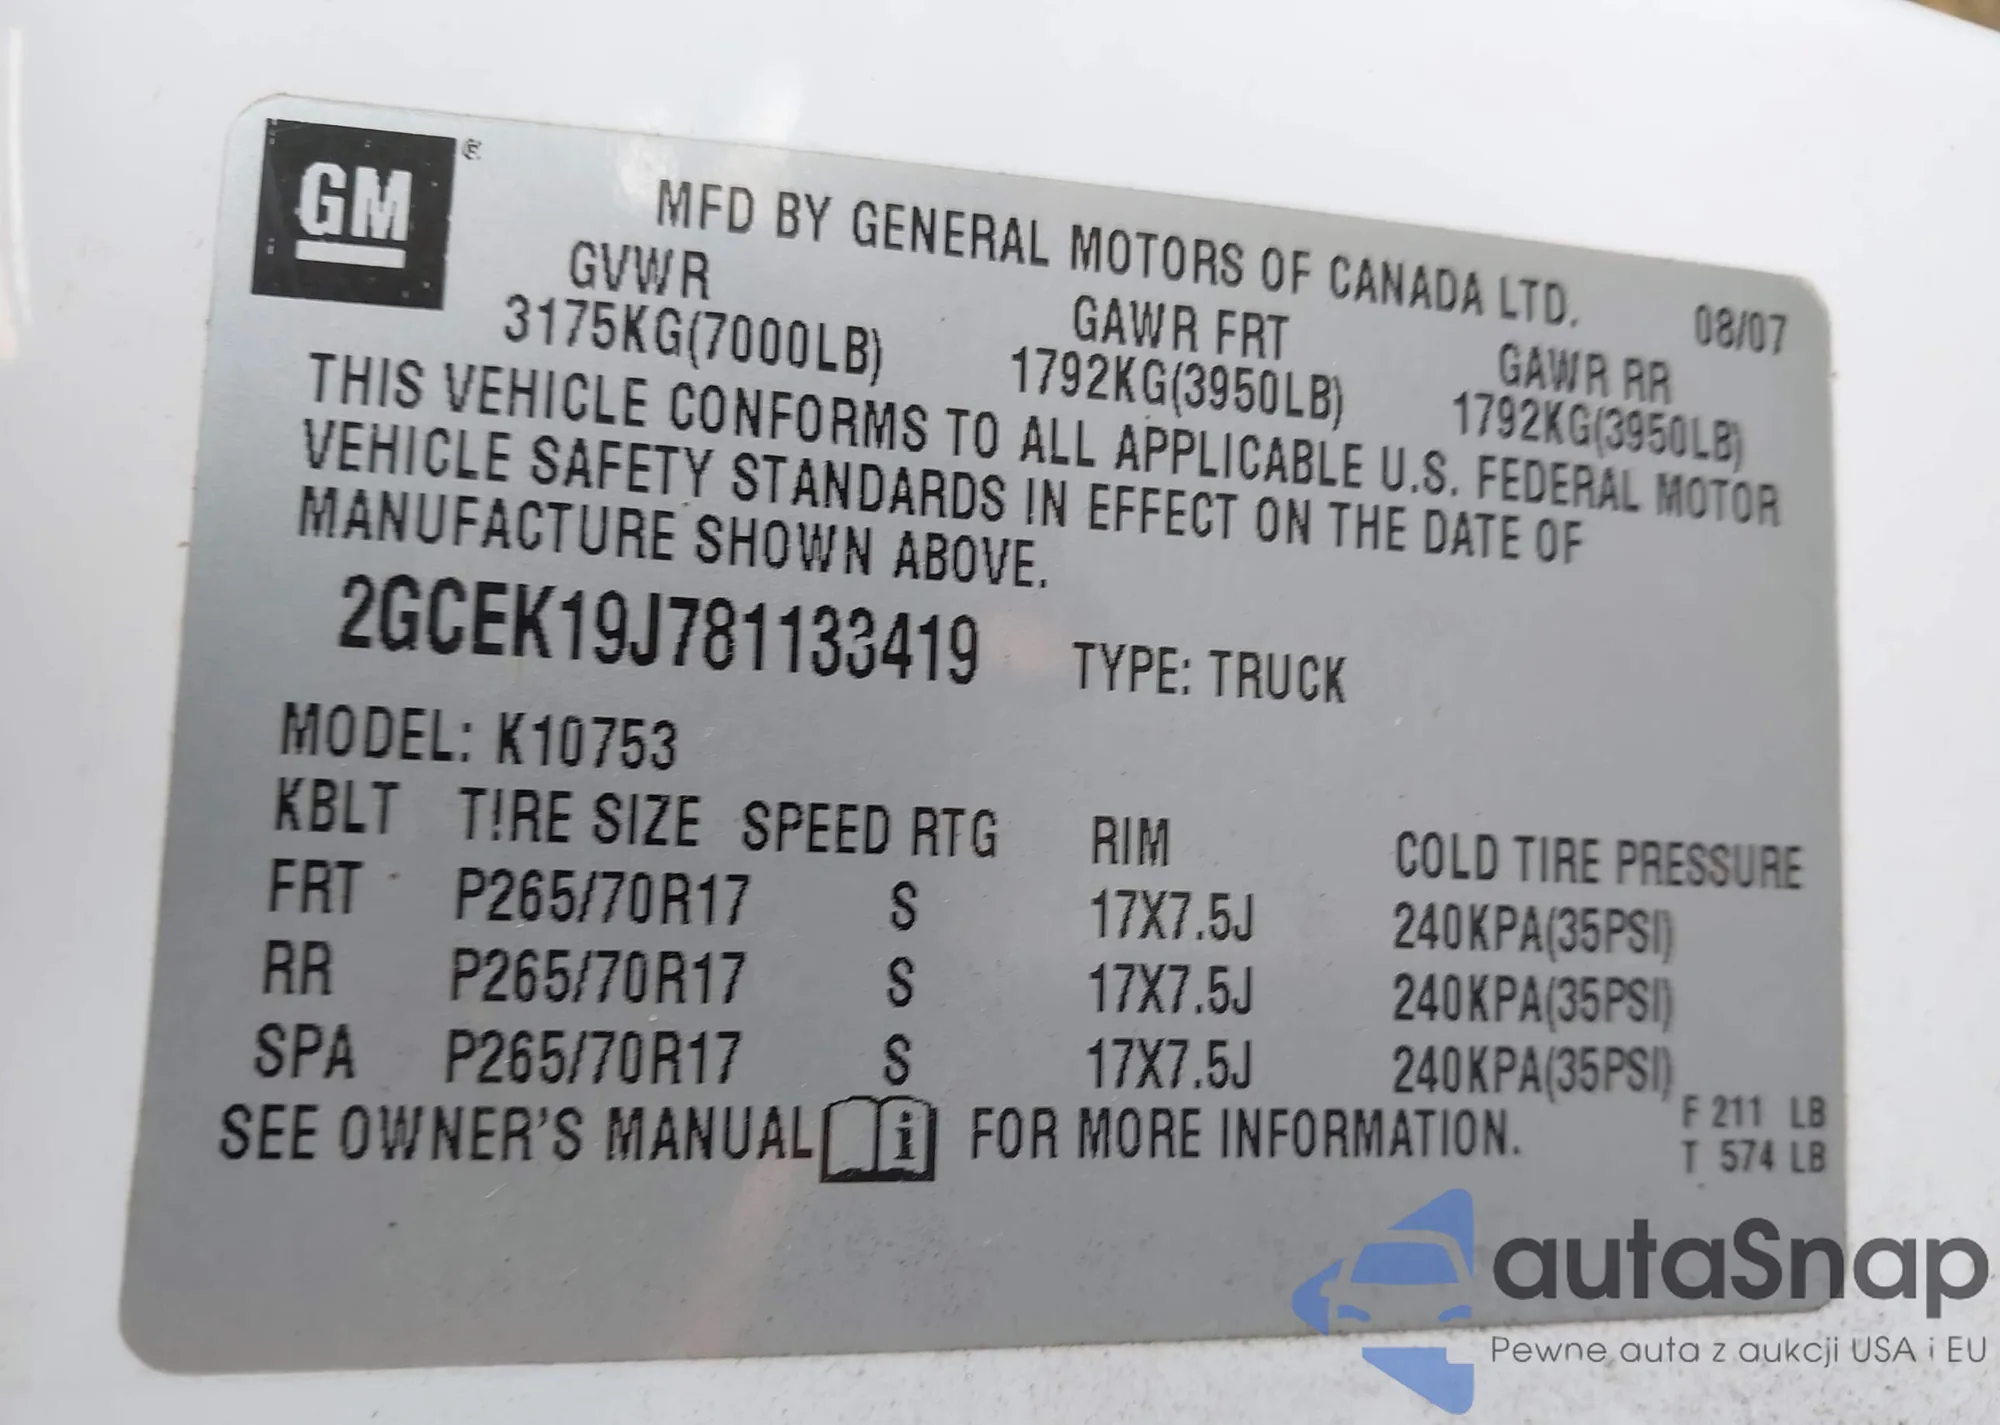 GM
MFD BY GENERAL MOTORS OF CANADA LTD. 08/07
GVWR GAWR FRT GAWR RR
3175KG(7000LB) 1792KG(3950LB) 1792KG(3950LB)
THIS VEHICLE CONFORMS TO ALL APPLICABLE U.S. FEDERAL MOTOR
VEHICLE SAFETY STANDARDS IN EFFECT ON THE DATE OF
MANUFACTURE SHOWN ABOVE.
2GCEK19J781133419 TYPE: TRUCK
MODEL: K10753
KBLT TIRE SIZE SPEED RTG RIM COLD TIRE PRESSURE
FRT P265/70R17 S 17X7.5J 240KPA(35PSI)
RR P265/70R17 S 17X7.5J 240KPA(35PSI)
SPA P265/70R17 S 17X7.5J 240KPA(35PSI)
SEE OWNER'S MANUAL i FOR MORE INFORMATION.
F 211 LB
T 574 LB
autaSnap
Pewne auta z aukcji USA i EU